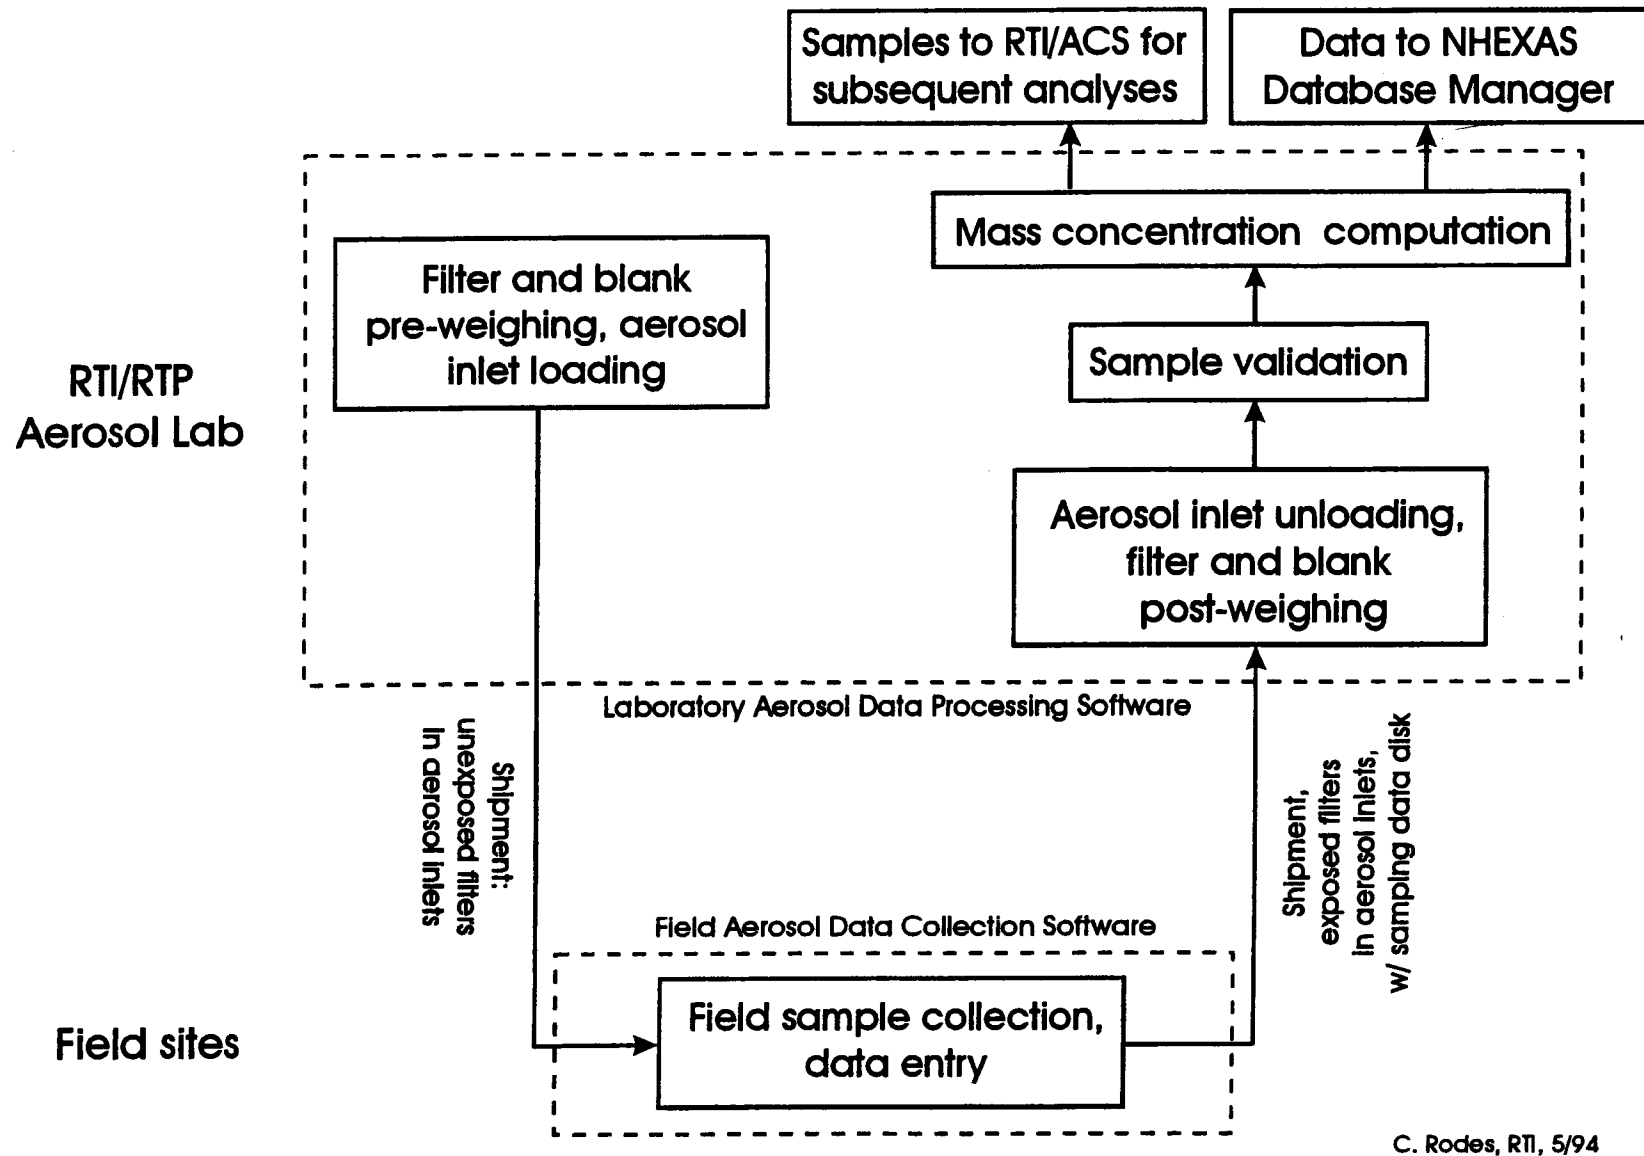 Samples to RTI/ACS for
subsequent analyses
Data to NHEXAS
Database Manager
Mass concentration computation
Filter and blank
pre-weighing, aerosol
inlet loading
Sample validation
RTI/RTP
Aerosol Lab
Aerosol inlet unloading,
filter and blank
post-weighing
Laboratory Aerosol Data Processing Software
Shipment:
unexposed filters
in aerosol inlets
Shipment,
exposed filters
in aerosol inlets,
w/ sampling data disk
Field Aerosol Data Collection Software
Field sites
Field sample collection,
data entry
C. Rodes, RTI, 5/94